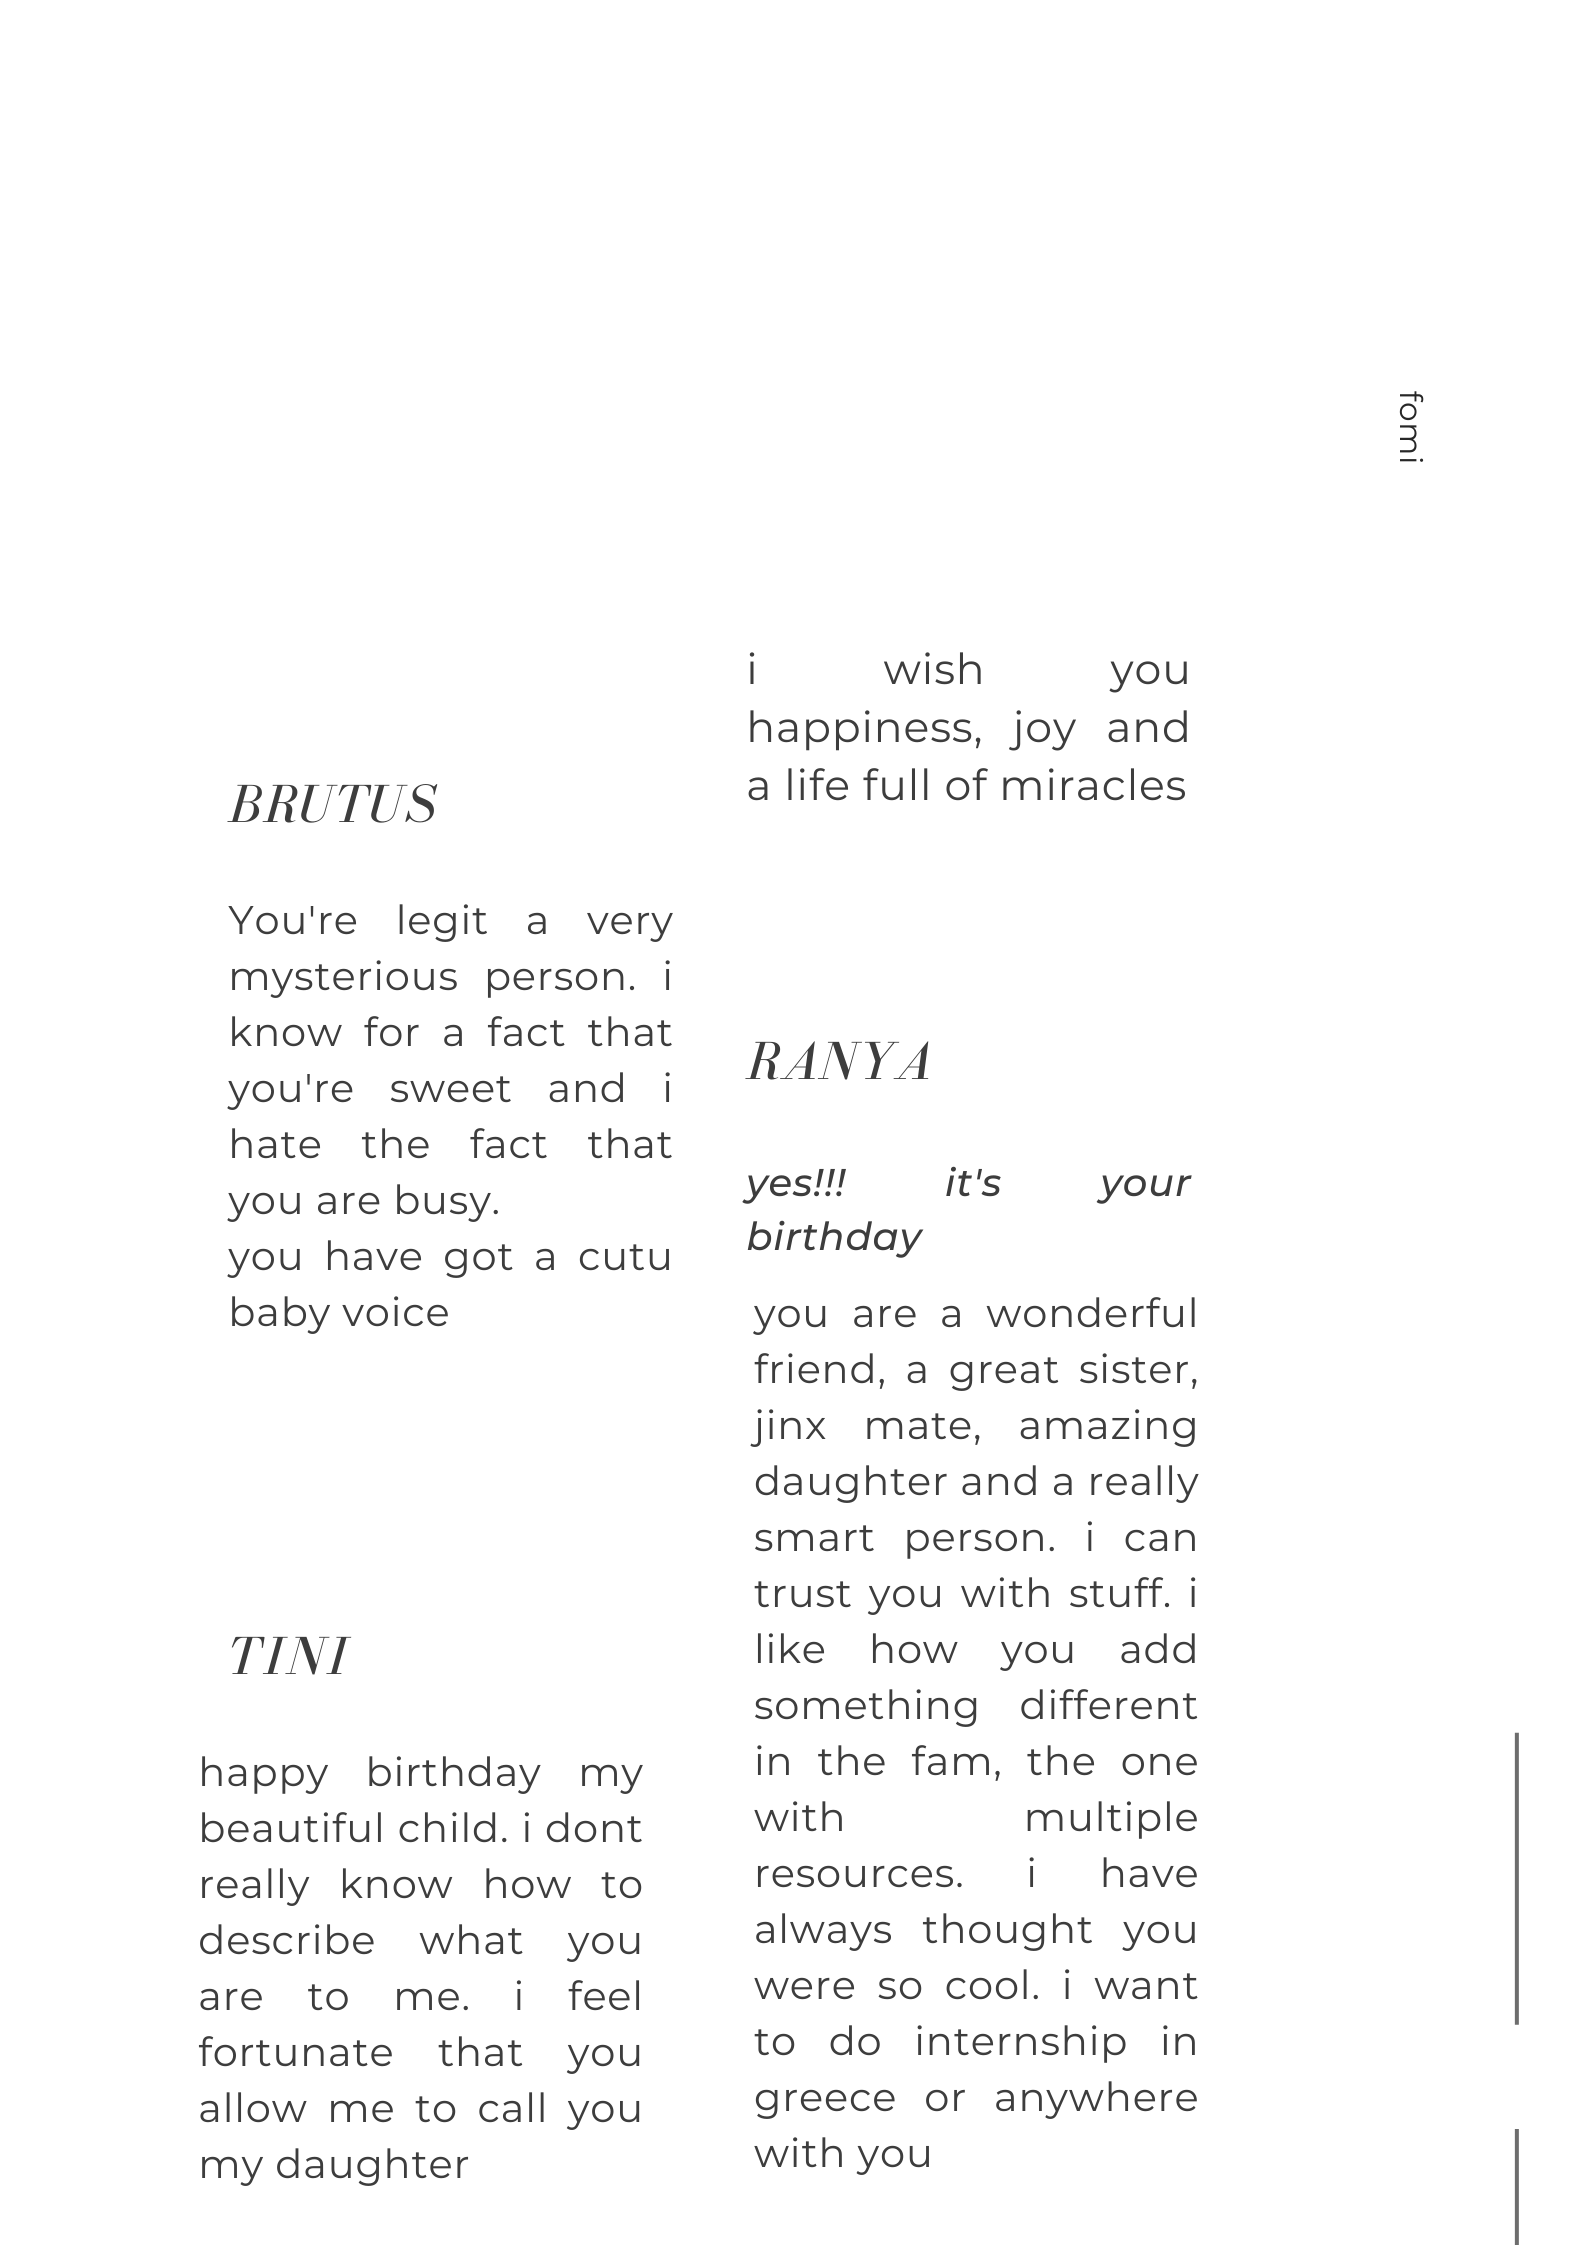 fomi
BRUTUS
You're legit a very
mysterious person. i
know for a fact that
you're sweet and i
hate the fact that
you are busy.
you have got a cutu
baby voice
TINI
happy birthday my
beautiful child. i dont
really know how to
describe what you
are to me. i feel
fortunate that you
allow me to call you
my daughter
i wish you
happiness, joy and
a life full of miracles
RANYA
yes!!! it's your
birthday
you are a wonderful
friend, a great sister,
jinx mate, amazing
daughter and a really
smart person. i can
trust you with stuff. i
like how you add
something different
in the fam, the one
with multiple
resources. i have
always thought you
were so cool. i want
to do internship in
greece or anywhere
with you